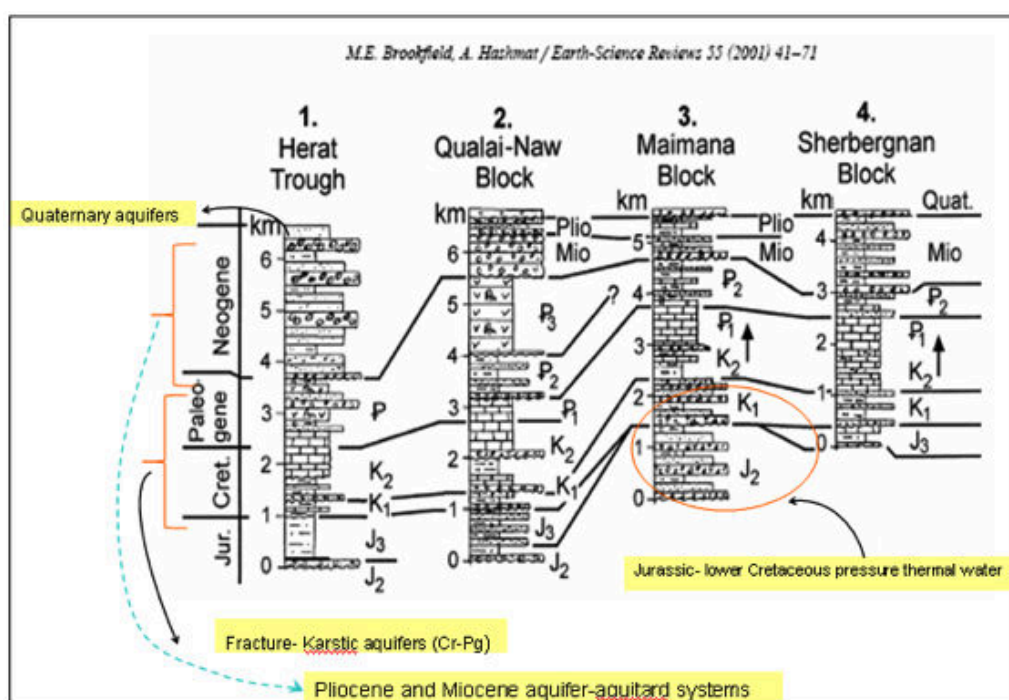 M.E. Brookfield, A. Hashmat / Earth-Science Reviews 55 (2001) 41–71
1.
Herat
Trough
2.
Qualai-Naw
Block
3.
Maimana
Block
4.
Sherbergnan
Block
Quaternary aquifers
km
km
km
km
Quat.
Plio
Mio
Plio
Mio
Mio
6
5
4
3
2
1
0
6
5
4
3
2
1
0
5
4
3
2
1
0
4
3
2
1
0
Neogene
Paleo-
gene
Cret.
Jur.
P
K2
K1
J3
J2
P3
?
P2
P1
K2
K1
J3
J2
P2
P1
K2
K1
J2
P2
P1
K2
K1
J3
Jurassic- lower Cretaceous pressure thermal water
Fracture- Karstic aquifers (Cr-Pg)
Pliocene and Miocene aquifer-aquitard systems